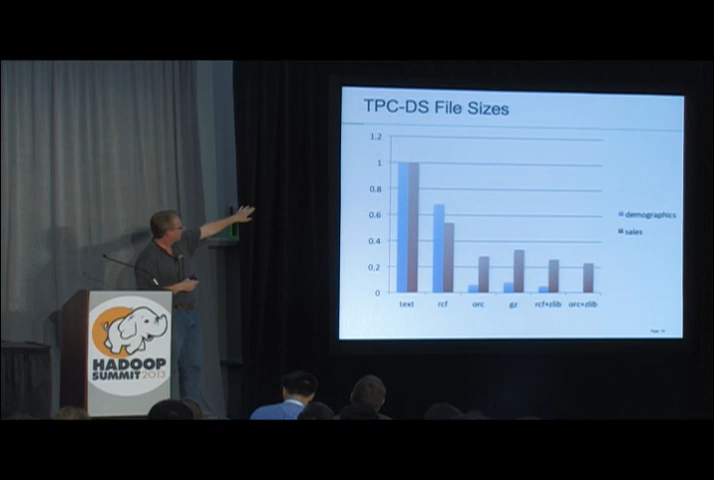 TPC-DS File Sizes
1.2
1
0.8
0.6
0.4
0.2
0
text rcf orc gz rcf+zlib orc+zlib
demographics
sales
HADOOP
SUMMIT 2013